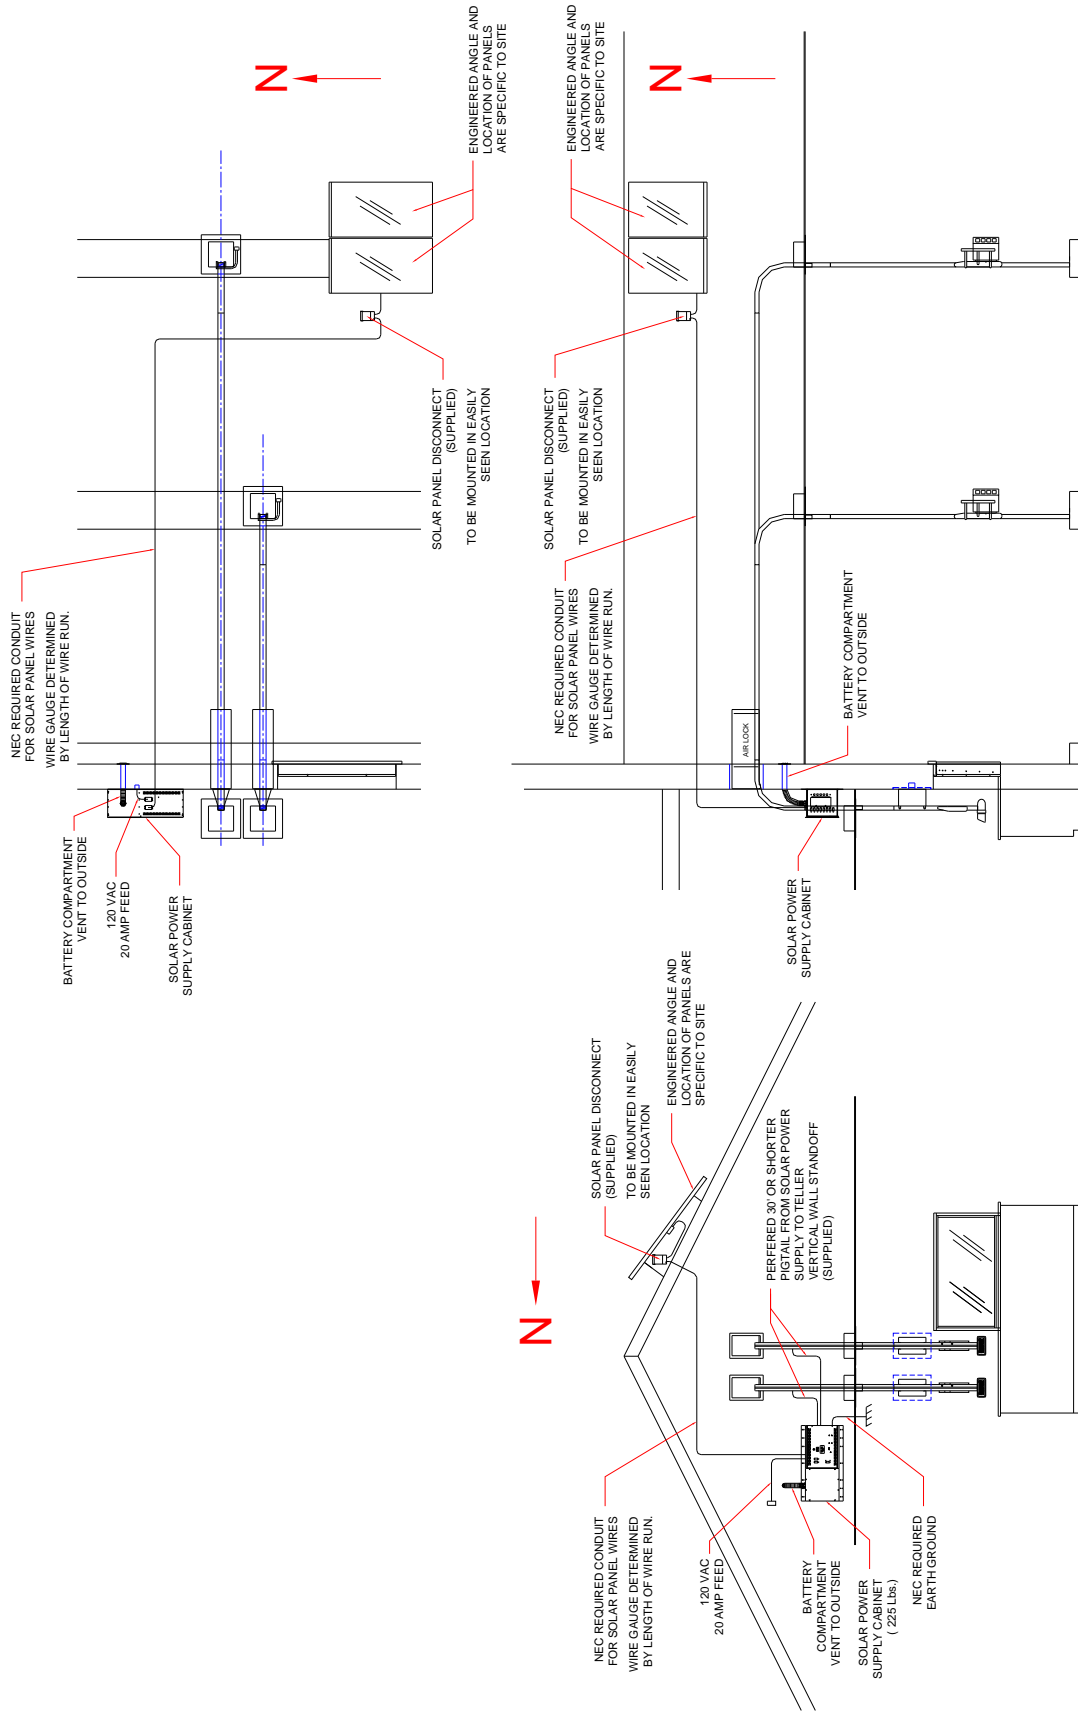 NEC REQUIRED CONDUIT
FOR SOLAR PANEL WIRES
WIRE GAUGE DETERMINED
BY LENGTH OF WIRE RUN.
BATTERY COMPARTMENT
VENT TO OUTSIDE
120 VAC
20 AMP FEED
SOLAR POWER
SUPPLY CABINET
SOLAR PANEL DISCONNECT
(SUPPLIED)
TO BE MOUNTED IN EASILY
SEEN LOCATION
ENGINEERED ANGLE AND
LOCATION OF PANELS
ARE SPECIFIC TO SITE
N
NEC REQUIRED CONDUIT
FOR SOLAR PANEL WIRES
WIRE GAUGE DETERMINED
BY LENGTH OF WIRE RUN.
SOLAR PANEL DISCONNECT
(SUPPLIED)
TO BE MOUNTED IN EASILY
SEEN LOCATION
ENGINEERED ANGLE AND
LOCATION OF PANELS
ARE SPECIFIC TO SITE
N
AIR LOCK
BATTERY COMPARTMENT
VENT TO OUTSIDE
SOLAR POWER
SUPPLY CABINET
N
SOLAR PANEL DISCONNECT
(SUPPLIED)
TO BE MOUNTED IN EASILY
SEEN LOCATION
ENGINEERED ANGLE AND
LOCATION OF PANELS ARE
SPECIFIC TO SITE
PERFERED 30' OR SHORTER
PIGTAIL FROM SOLAR POWER
SUPPLY TO TELLER
VERTICAL WALL STANDOFF
(SUPPLIED)
NEC REQUIRED CONDUIT
FOR SOLAR PANEL WIRES
WIRE GAUGE DETERMINED
BY LENGTH OF WIRE RUN.
120 VAC
20 AMP FEED
BATTERY
COMPARTMENT
VENT TO OUTSIDE
SOLAR POWER
SUPPLY CABINET
( 225 Lbs.)
NEC REQUIRED
EARTH GROUND